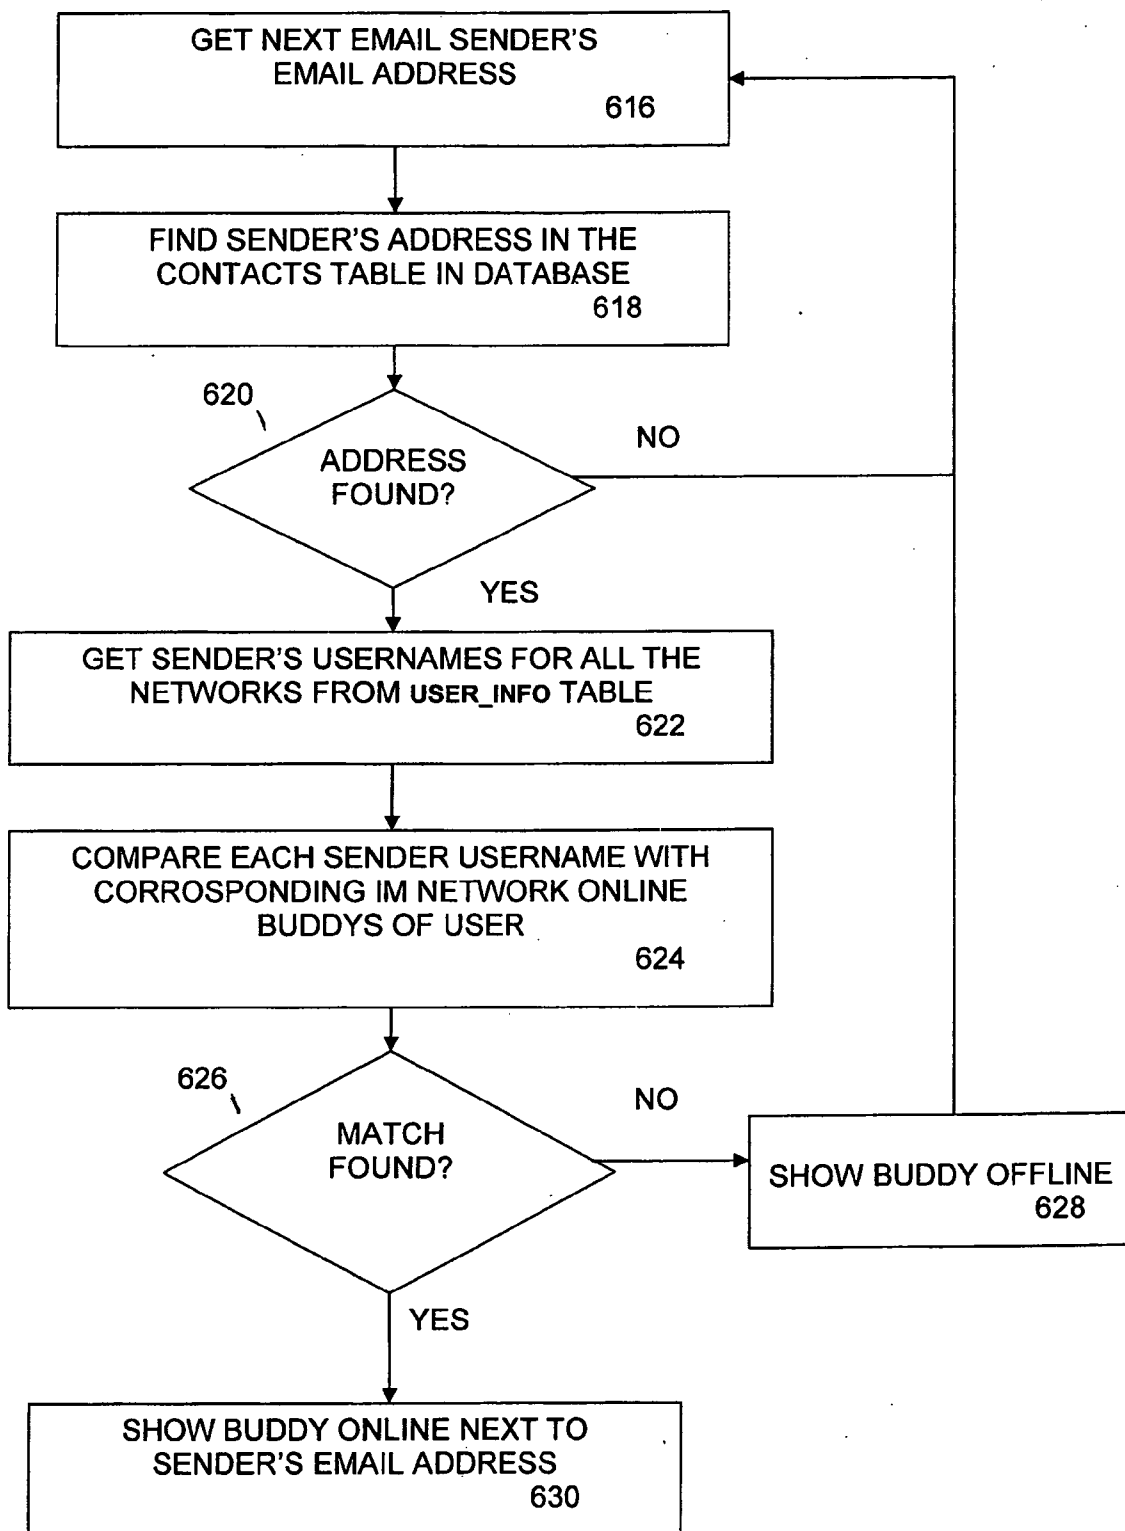 GET NEXT EMAIL SENDER'S
EMAIL ADDRESS
616
FIND SENDER'S ADDRESS IN THE
CONTACTS TABLE IN DATABASE
618
620
NO
ADDRESS
FOUND?
YES
GET SENDER'S USERNAMES FOR ALL THE
NETWORKS FROM USER_INFO TABLE
622
COMPARE EACH SENDER USERNAME WITH
CORROSPONDING IM NETWORK ONLINE
BUDDYS OF USER
624
626
NO
MATCH
FOUND?
SHOW BUDDY OFFLINE
628
YES
SHOW BUDDY ONLINE NEXT TO
SENDER'S EMAIL ADDRESS
630